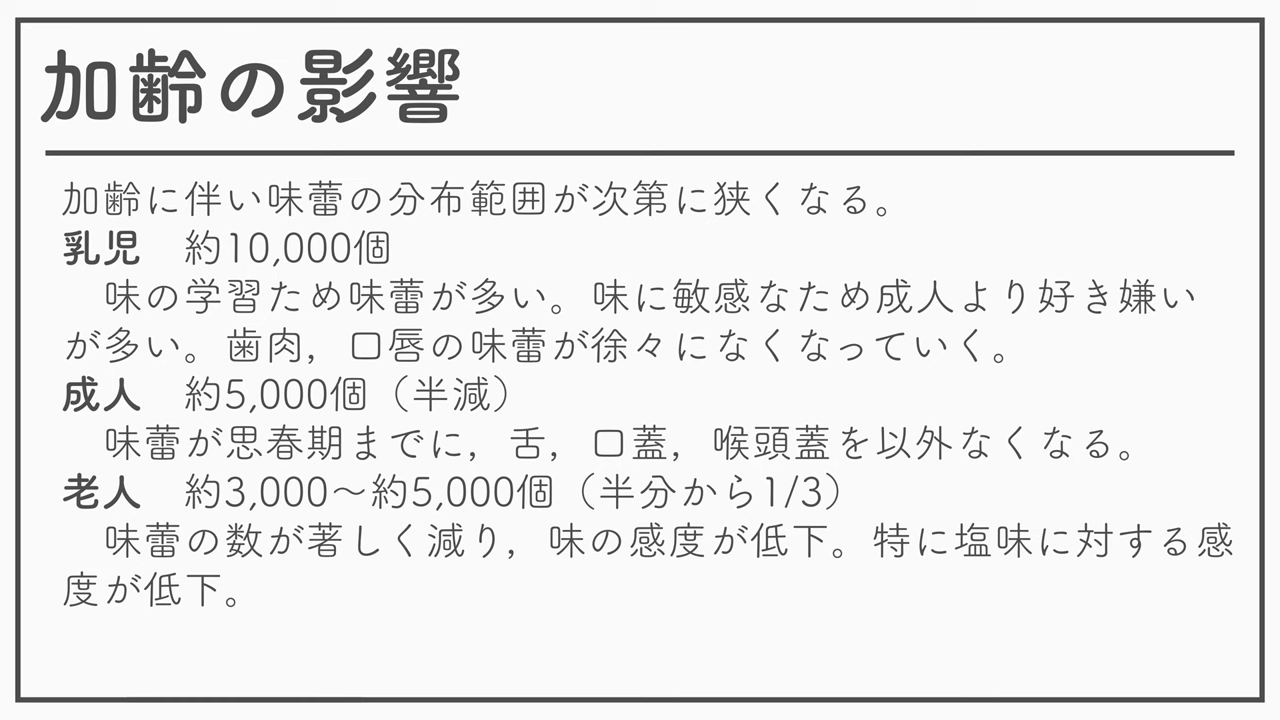 加齢の影響
加齢に伴い味蕾の分布範囲が次第に狭くなる。
乳児　約10,000個
　味の学習ため味蕾が多い。味に敏感なため成人より好き嫌い
が多い。歯肉，口唇の味蕾が徐々になくなっていく。
成人　約5,000個（半減）
　味蕾が思春期までに，舌，口蓋，喉頭蓋を以外なくなる。
老人　約3,000～約5,000個（半分から1/3）
　味蕾の数が著しく減り，味の感度が低下。特に塩味に対する感
度が低下。